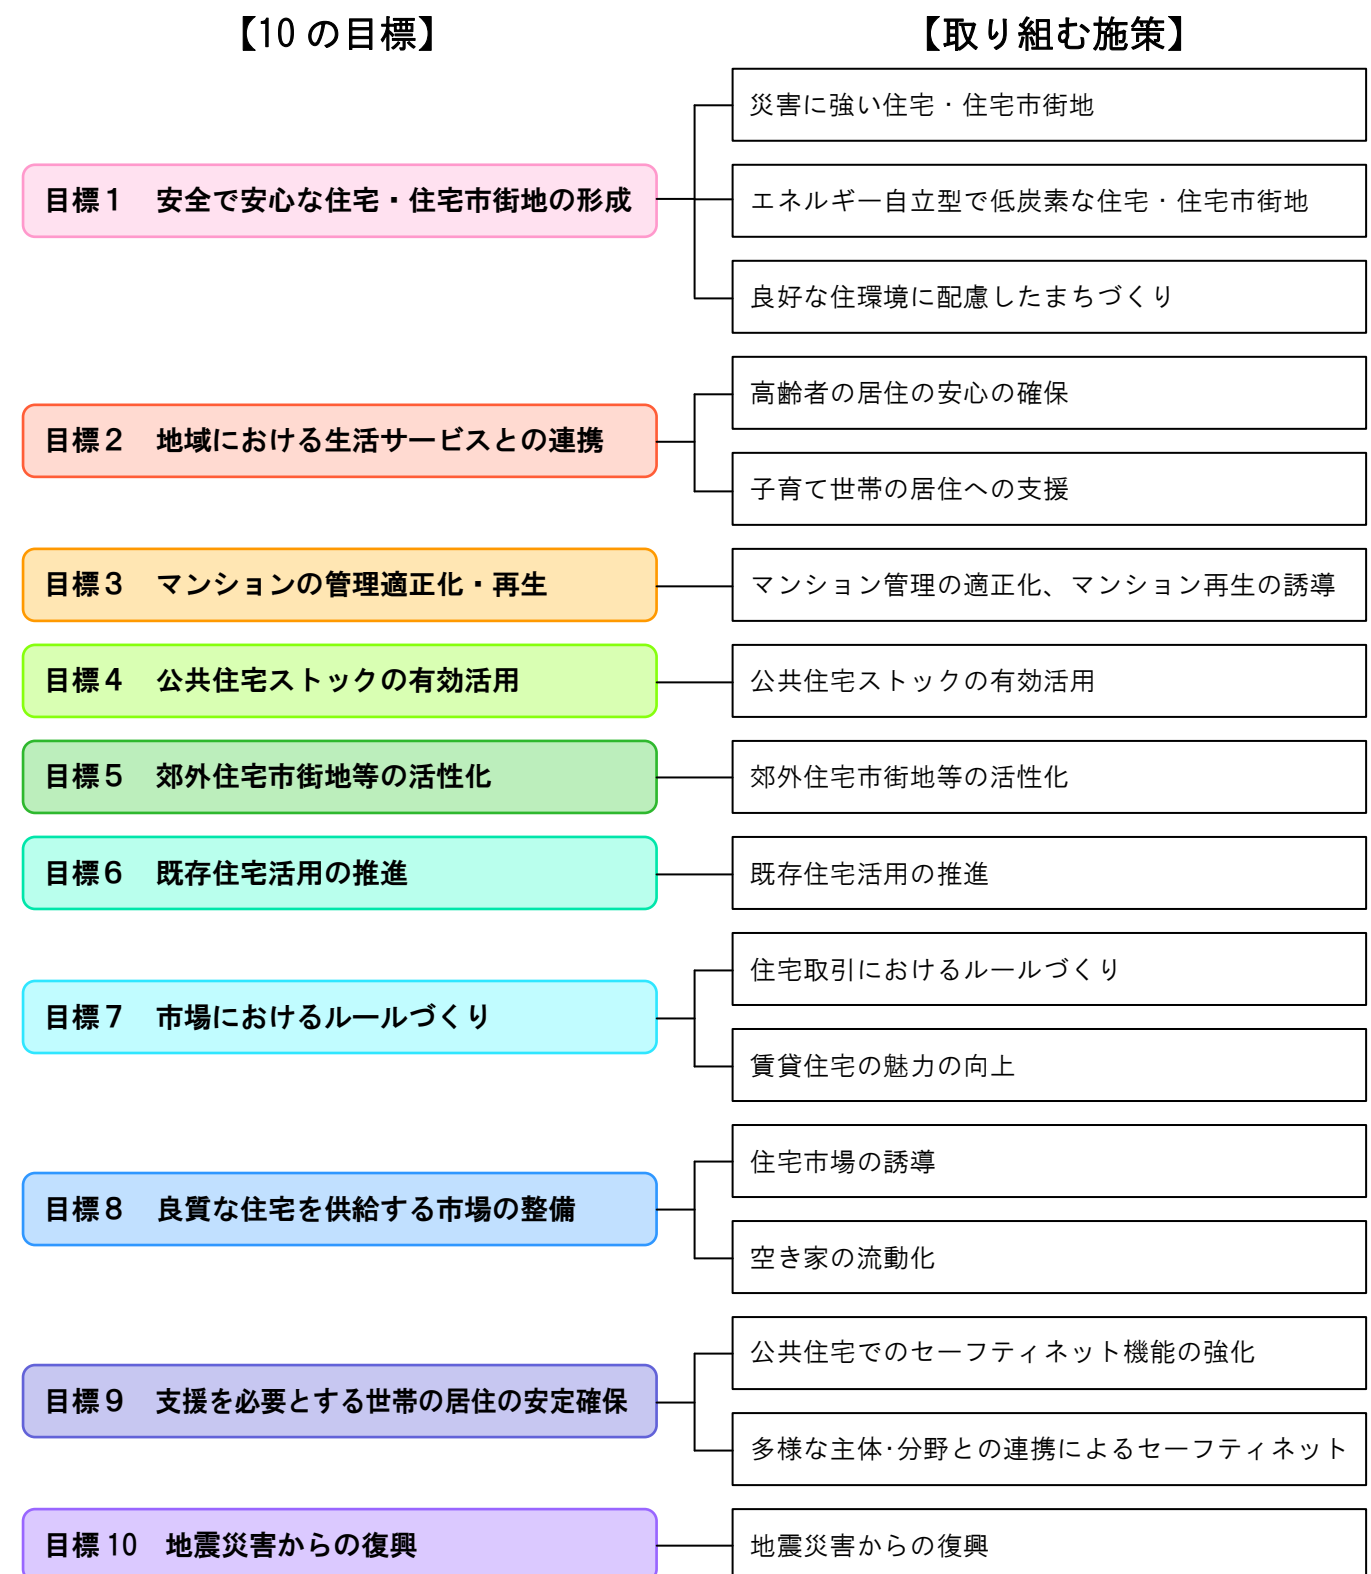 【10の目標】
【取り組む施策】
目標１　安全で安心な住宅・住宅市街地の形成
災害に強い住宅・住宅市街地
エネルギー自立型で低炭素な住宅・住宅市街地
良好な住環境に配慮したまちづくり
目標２　地域における生活サービスとの連携
高齢者の居住の安心の確保
子育て世帯の居住への支援
目標３　マンションの管理適正化・再生
マンション管理の適正化、マンション再生の誘導
目標４　公共住宅ストックの有効活用
公共住宅ストックの有効活用
目標５　郊外住宅市街地等の活性化
郊外住宅市街地等の活性化
目標６　既存住宅活用の推進
既存住宅活用の推進
目標７　市場におけるルールづくり
住宅取引におけるルールづくり
賃貸住宅の魅力の向上
目標８　良質な住宅を供給する市場の整備
住宅市場の誘導
空き家の流動化
目標９　支援を必要とする世帯の居住の安定確保
公共住宅でのセーフティネット機能の強化
多様な主体･分野との連携によるセーフティネット
目標10　地震災害からの復興
地震災害からの復興